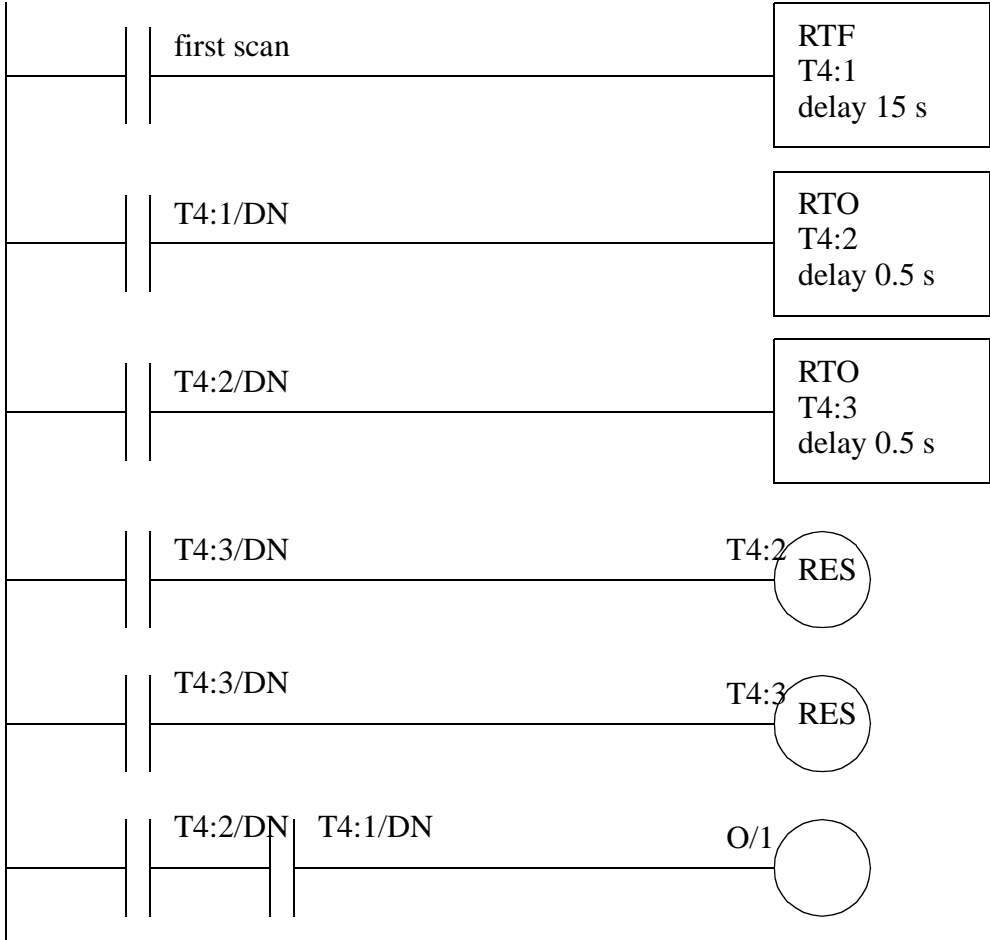 first scan
RTF
T4:1
delay 15 s
T4:1/DN
RTO
T4:2
delay 0.5 s
T4:2/DN
RTO
T4:3
delay 0.5 s
T4:3/DN
T4:2
RES
T4:3/DN
T4:3
RES
T4:2/DN
T4:1/DN
O/1